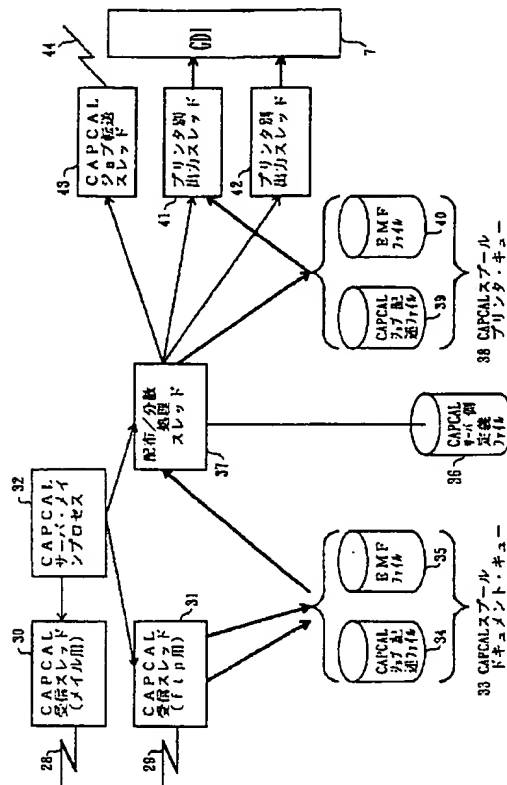 28
30
CAPCAL
受信スレッド
(メイル用)
32
CAPCAL
サーバ・メイ
ンプロセス
43
CAPCAL
ジョブ転送
スレッド
44
29
31
CAPCAL
受信スレッド
(ftp用)
配布/分散
処理
スレッド
37
41
プリンタ別
出力スレッド
42
プリンタ別
出力スレッド
GDI
7
CAPCAL
ジョブ記
述ファイル
34
EMF
ファイル
35
33 CAPCALスプール
ドキュメント・キュー
CAPCAL
サーバ側
定義
ファイル
36
CAPCAL
ジョブ記
述ファイル
39
EMF
ファイル
40
38 CAPCALスプール
プリンタ・キュー